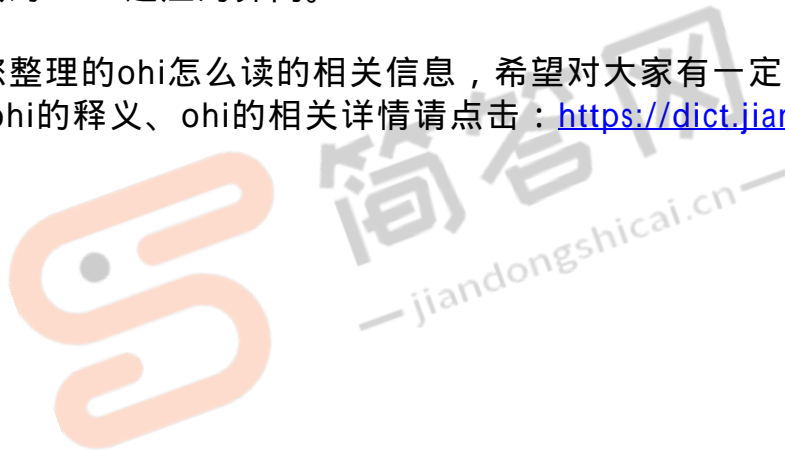 整理的ohi怎么读的相关信息，希望对大家有一定
ohi的释义、ohi的相关详情请点击：https://dict.jian
简答网
jiandongshicai.cn